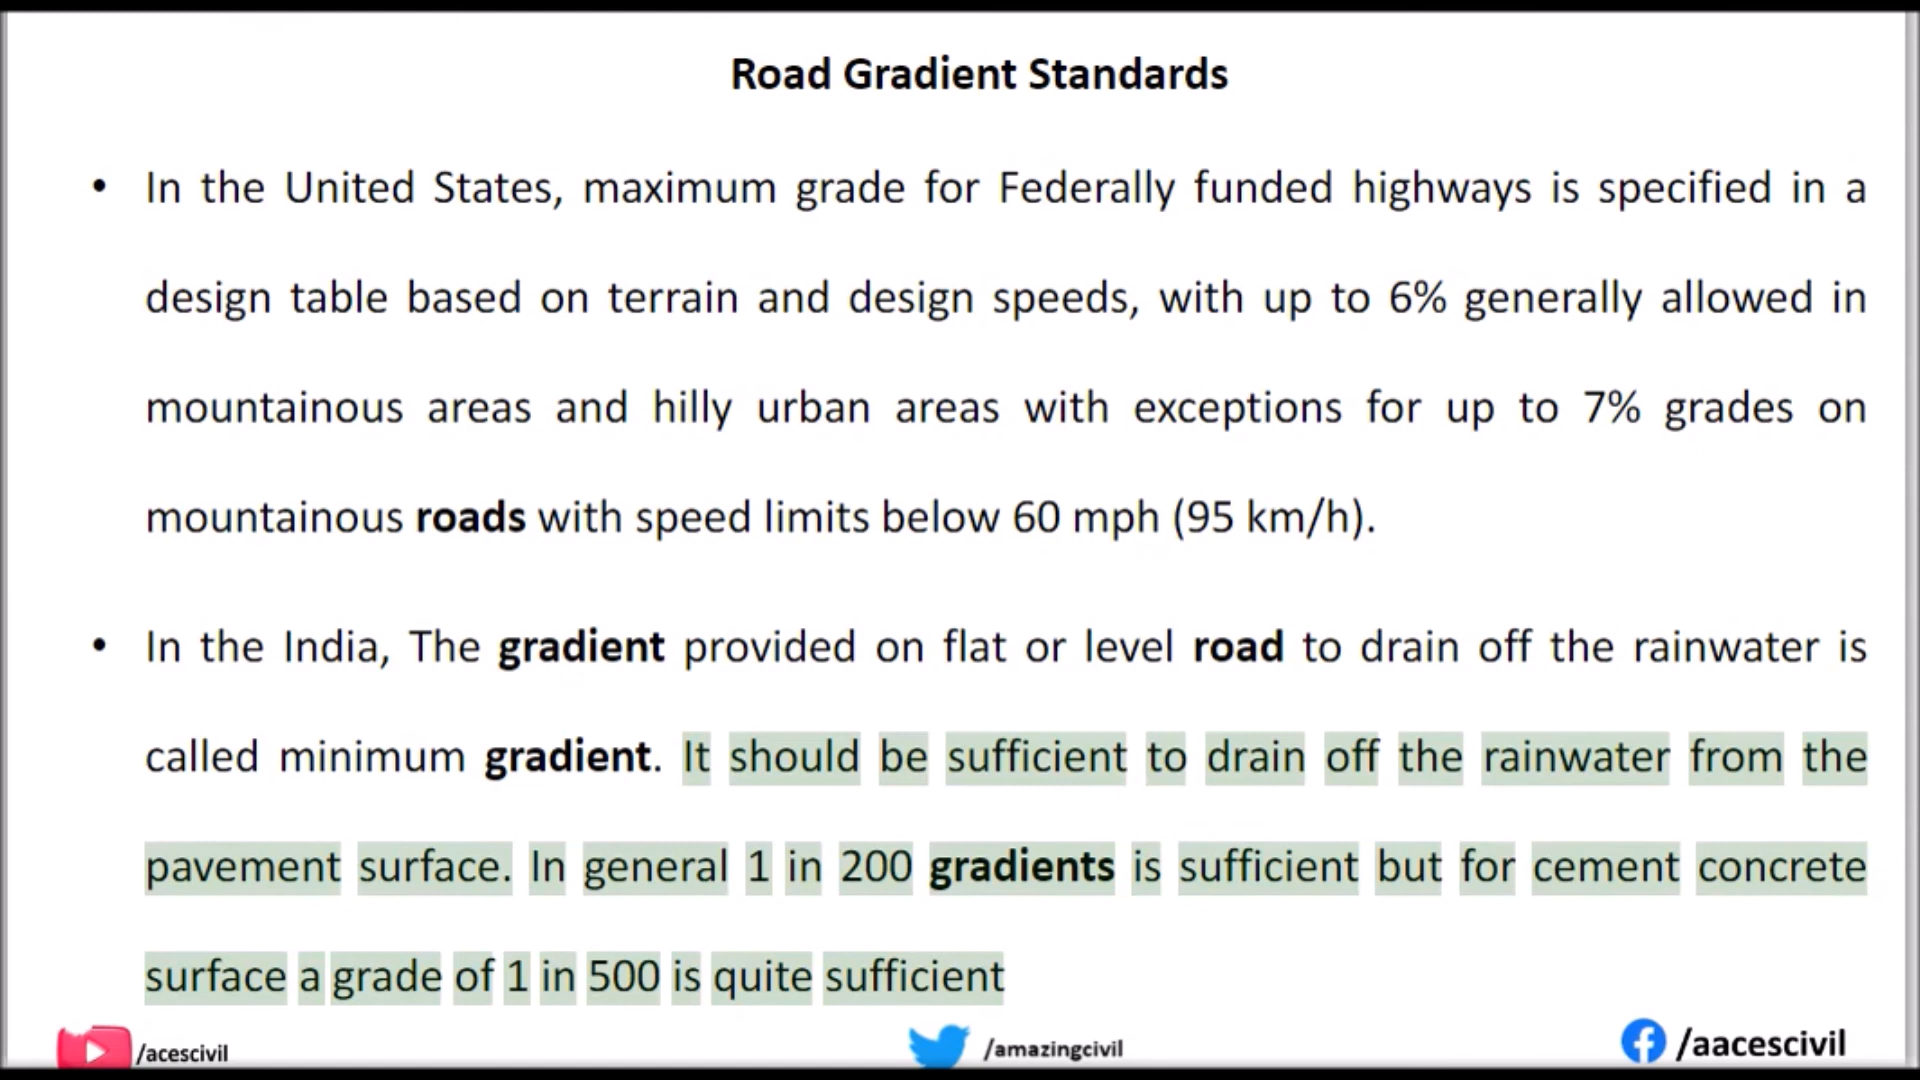 Road Gradient Standards
• In the United States, maximum grade for Federally funded highways is specified in a
design table based on terrain and design speeds, with up to 6% generally allowed in
mountainous areas and hilly urban areas with exceptions for up to 7% grades on
mountainous roads with speed limits below 60 mph (95 km/h).
• In the India, The gradient provided on flat or level road to drain off the rainwater is
called minimum gradient. It should be sufficient to drain off the rainwater from the
pavement surface. In general 1 in 200 gradients is sufficient but for cement concrete
surface a grade of 1 in 500 is quite sufficient
/acescivil /amazingcivil /aacescivil